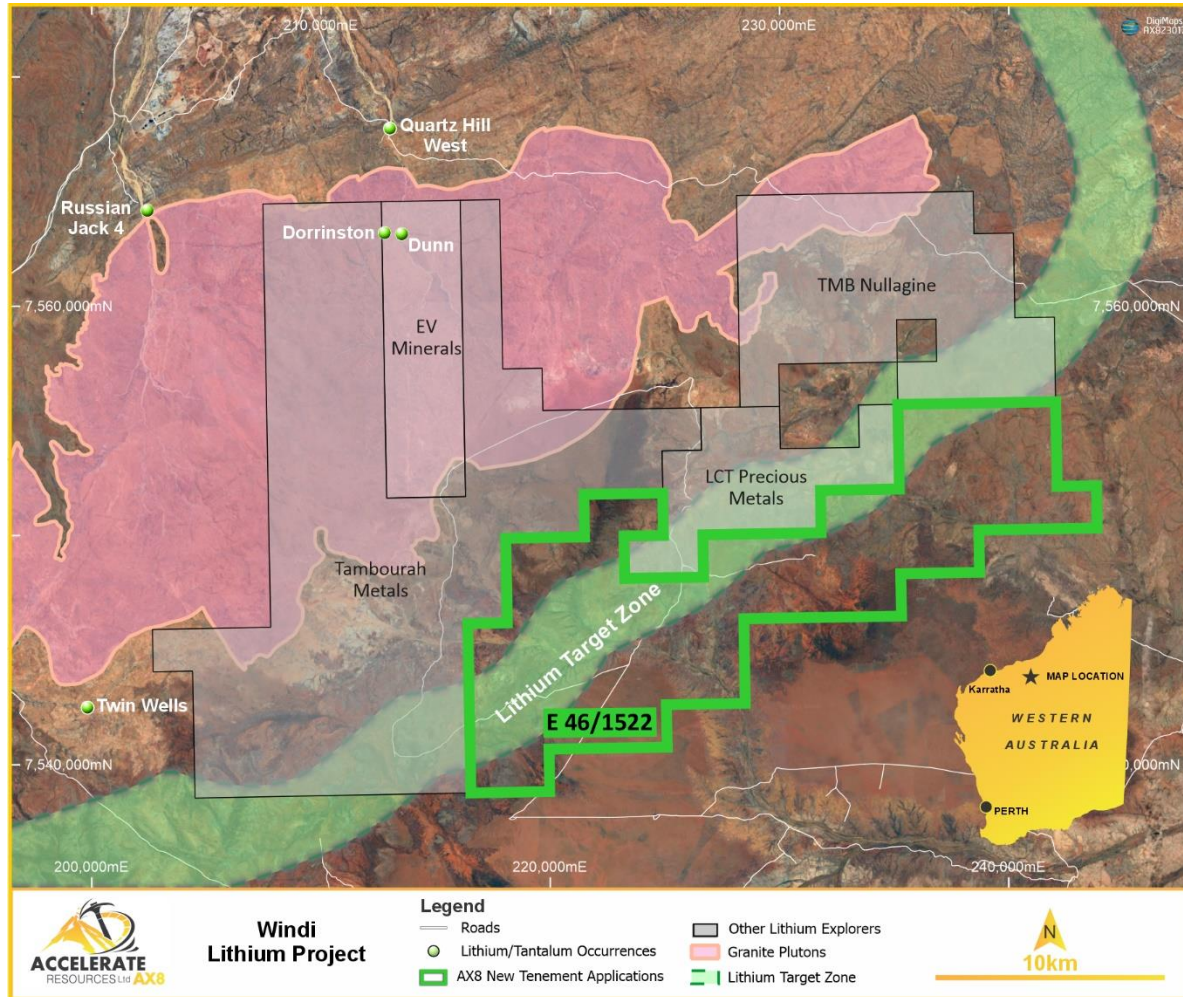 210,000mE
230,000mE
DigiMaps
Quartz Hill
West
Russian
Jack 4
Dorrinston
Dunn
7,560,000mN
TMB Nullagine
7,560,000mN
EV
Minerals
LCT Precious
Metals
Tambourah
Metals
Lithium Target Zone
Twin Wells
E 46/1522
Karratha
MAP LOCATION
WESTERN
AUSTRALIA
PERTH
7,540,000mN
0,000mN
200,000mE
220,000mE
240,000mE
ACCELERATE
RESOURCES Ltd AX8
Windi
Lithium Project
Legend
Roads
Lithium/Tantalum Occurrences
AX8 New Tenement Applications
Other Lithium Explorers
Granite Plutons
Lithium Target Zone
N
10km